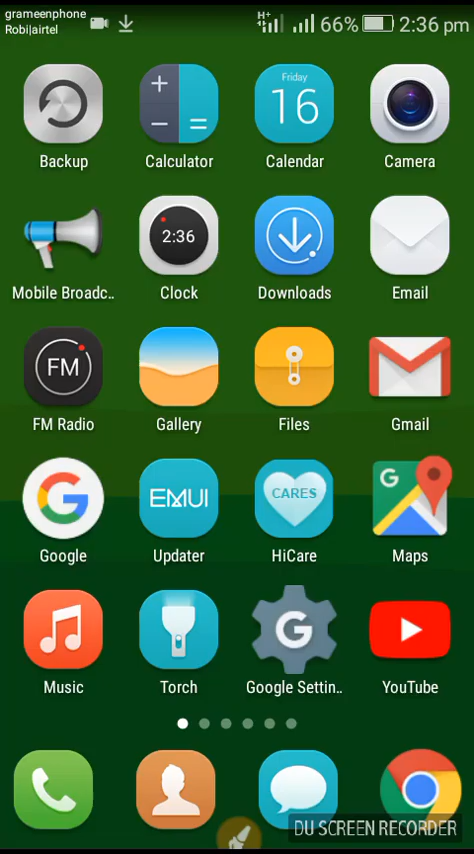 grameenphone
Robi|airtel
H+
66%
2:36 pm
Friday
16
Backup
Calculator
Calendar
Camera
2:36
Mobile Broadc..
Clock
Downloads
Email
FM
FM Radio
Gallery
Files
Gmail
G
EMUI
CARES
G
Google
Updater
HiCare
Maps
G
Music
Torch
Google Settin..
YouTube
DU SCREEN RECORDER